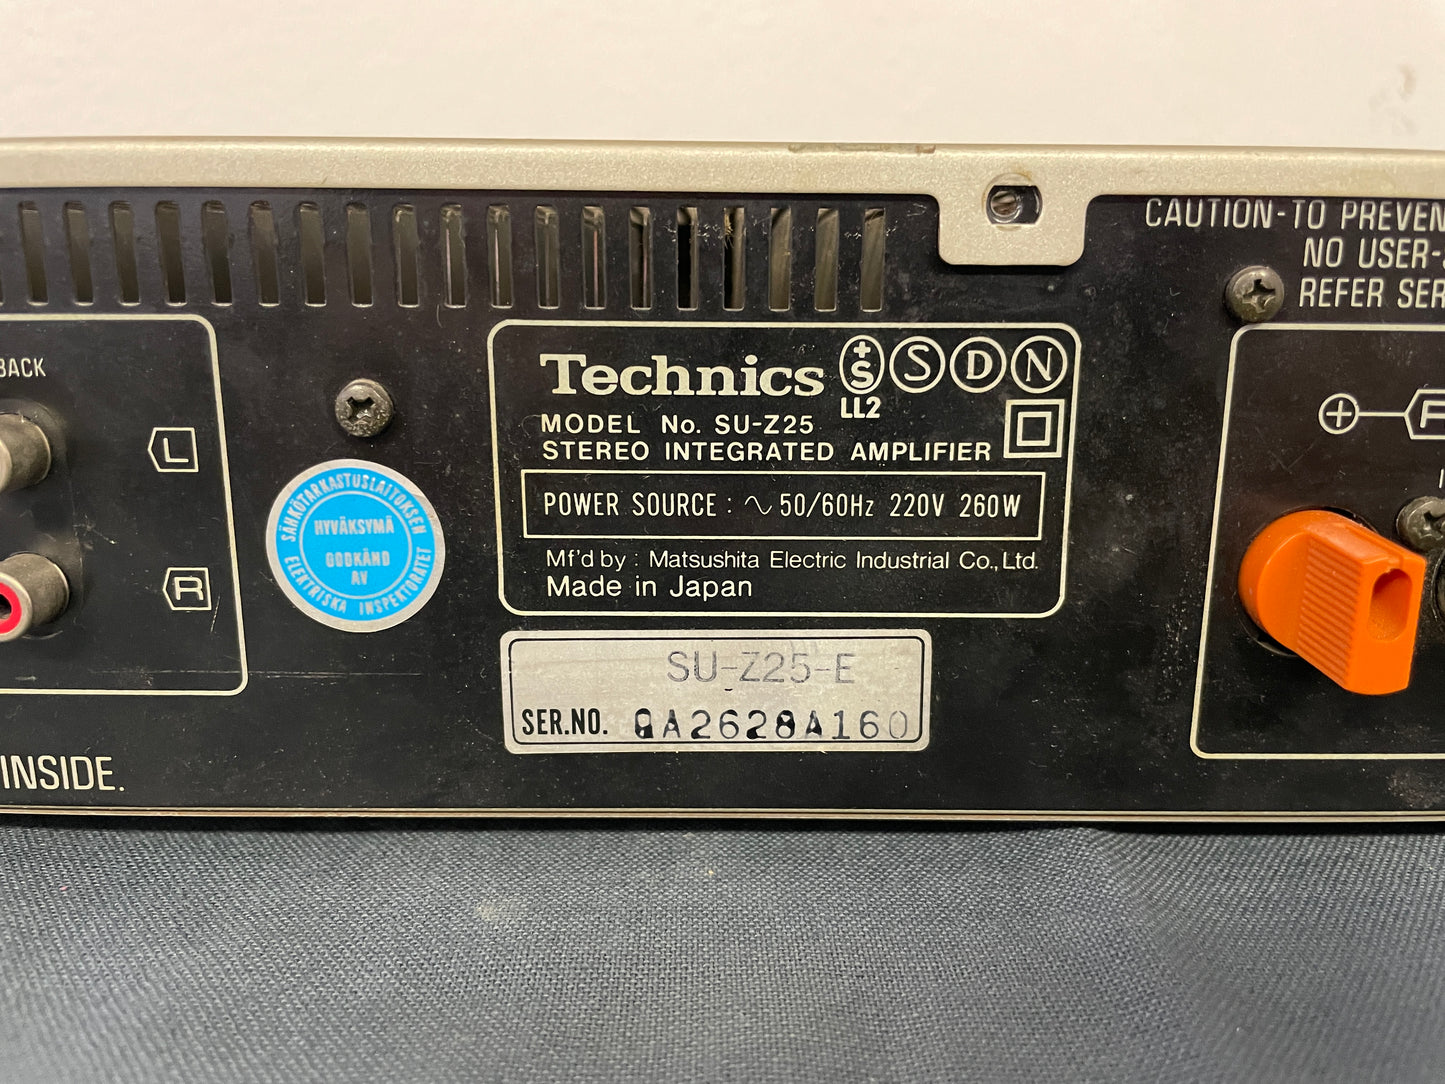 CAUTION-TO PREVEN
NO USER-
REFER SER
BACK
L
R
Technics
+S S D N
LL2
MODEL No. SU-Z25
STEREO INTEGRATED AMPLIFIER
POWER SOURCE : ∿ 50/60Hz 220V 260W
Mf'd by : Matsushita Electric Industrial Co., Ltd.
Made in Japan
SÄHKÖTARKASTUSLAITOKSEN
HYVÄKSYMÄ
GODKÄND
AV
ELEKTRISKA INSPEKTORATET
SU-Z25-E
SER.NO. QA2628A160
INSIDE.